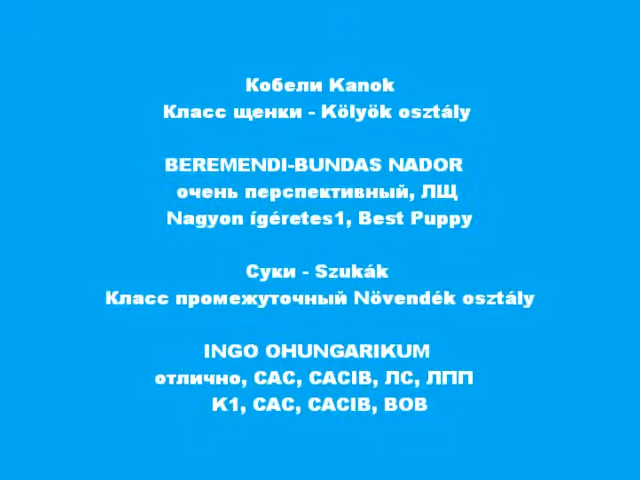 Кобели Kanok
Класс щенки - Kölyök osztály
BEREMENDI-BUNDAS NADOR
очень перспективный, ЛЩ
Nagyon ígéretes1, Best Puppy
Суки - Szukák
Класс промежуточный Növendék osztály
INGO OHUNGARIKUM
отлично, CAC, CACIB, ЛС, ЛПП
K1, CAC, CACIB, BOB